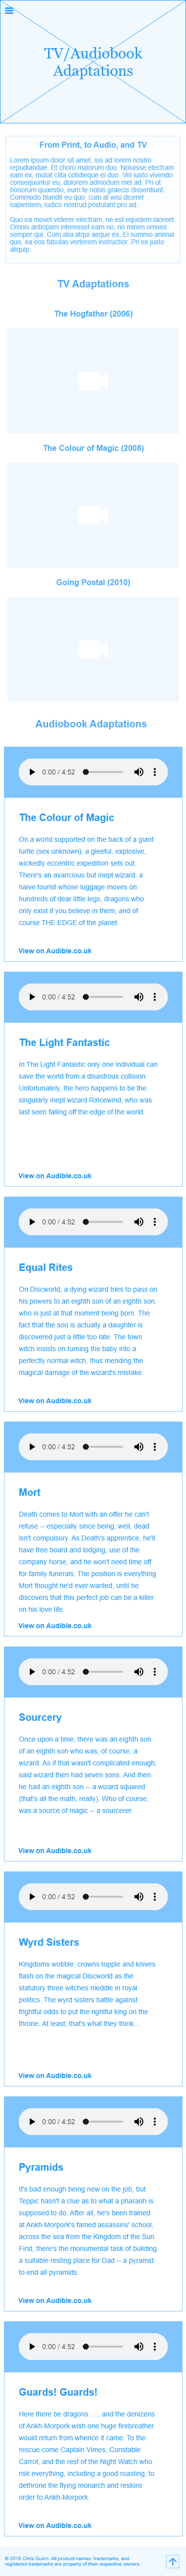 TV/Audiobook
Adaptations
From Print, to Audio, and TV
Lorem ipsum dolor sit amet, ius ad lorem nostro
repudiandae. Et choro maiorum duo. Noluisse electram
eam ex, mutat clita cotidieque ei duo. Vel iusto vivendo
consequuntur eu, dolorem admodum mel ad. Pri ut
bonorum quaestio, eum te nobis graecis dissentiunt.
Commodo blandit eu quo, cum at wisi diceret
sapientem, iudico nostrud postulant pro ad.
Quo ea movet viderer electram, ne est equidem laoreet.
Omnis antiopam interesset eam no, no minim omnes
semper qui. Cum alia atqui aeque ex. Ei summo animal
quo, ea eos fabulas verterem instructior. Pri ex justo
aliquip.
TV Adaptations
The Hogfather (2006)
The Colour of Magic (2008)
Going Postal (2010)
Audiobook Adaptations
0:00 / 4:52
The Colour of Magic
On a world supported on the back of a giant
turtle (sex unknown), a gleeful, explosive,
wickedly eccentric expedition sets out.
There's an avaricious but inept wizard, a
naive tourist whose luggage moves on
hundreds of dear little legs, dragons who
only exist if you believe in them, and of
course THE EDGE of the planet.
View on Audible.co.uk
0:00 / 4:52
The Light Fantastic
In The Light Fantastic only one individual can
save the world from a disastrous collision.
Unfortunately, the hero happens to be the
singularly inept wizard Rincewind, who was
last seen falling off the edge of the world.
View on Audible.co.uk
0:00 / 4:52
Equal Rites
On Discworld, a dying wizard tries to pass on
his powers to an eighth son of an eighth son,
who is just at that moment being born. The
fact that the son is actually a daughter is
discovered just a little too late. The town
witch insists on turning the baby into a
perfectly normal witch, thus mending the
magical damage of the wizard's mistake.
View on Audible.co.uk
0:00 / 4:52
Mort
Death comes to Mort with an offer he can't
refuse -- especially since being, well, dead
isn't compulsory. As Death's apprentice, he'll
have free board and lodging, use of the
company horse, and he won't need time off
for family funerals. The position is everything
Mort thought he'd ever wanted, until he
discovers that this perfect job can be a killer
on his love life.
View on Audible.co.uk
0:00 / 4:52
Sourcery
Once upon a time, there was an eighth son
of an eighth son who was, of course, a
wizard. As if that wasn't complicated enough,
said wizard then had seven sons. And then
he had an eighth son -- a wizard squared
(that's all the math, really). Who of course,
was a source of magic -- a sourcerer.
View on Audible.co.uk
0:00 / 4:52
Wyrd Sisters
Kingdoms wobble, crowns topple and knives
flash on the magical Discworld as the
statutory three witches meddle in royal
politics. The wyrd sisters battle against
frightful odds to put the rightful king on the
throne. At least, that's what they think...
View on Audible.co.uk
0:00 / 4:52
Pyramids
It's bad enough being new on the job, but
Teppic hasn't a clue as to what a pharaoh is
supposed to do. After all, he's been trained
at Ankh-Morpork's famed assassins' school,
across the sea from the Kingdom of the Sun.
First, there's the monumental task of building
a suitable resting place for Dad -- a pyramid
to end all pyramids.
View on Audible.co.uk
0:00 / 4:52
Guards! Guards!
Here there be dragons . . . and the denizens
of Ankh-Morpork wish one huge firebreather
would return from whence it came. To the
rescue come Captain Vimes, Constable
Carrot, and the rest of the Night Watch who
risk everything, including a good roasting, to
dethrone the flying monarch and restore
order to Ankh-Morpork.
View on Audible.co.uk
© 2018 Chris Quinn. All product names, trademarks, and
registered trademarks are property of their respective owners.